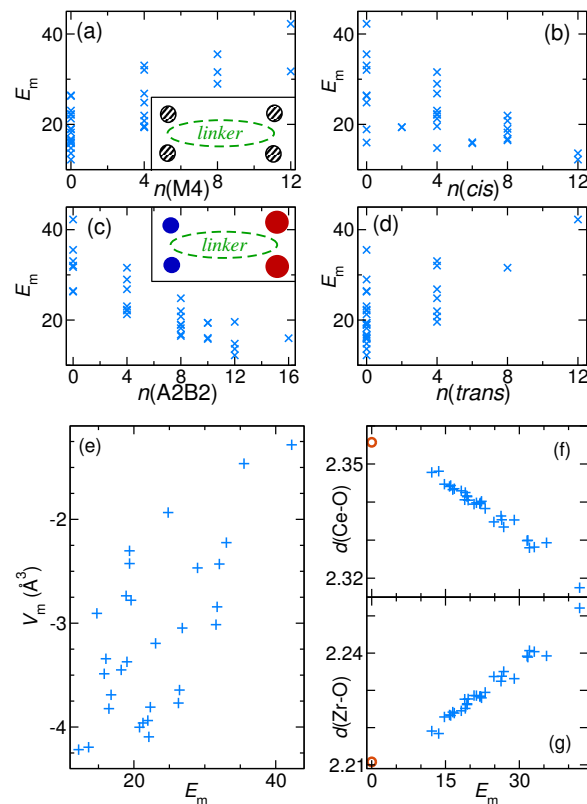 (a)
(b)
E_m
40
20
linker
0 4 8 12
n(M4)
E_m
40
20
0 4 8 12
n(cis)
(c)
(d)
E_m
40
20
linker
0 4 8 12 16
n(A2B2)
E_m
40
20
0 4 8 12
n(trans)
(e)
V_m (Å^3)
-2
-3
-4
20 40
E_m
(f)
d(Ce-O)
2.35
2.32
(g)
d(Zr-O)
2.24
2.21
0 15 30
E_m